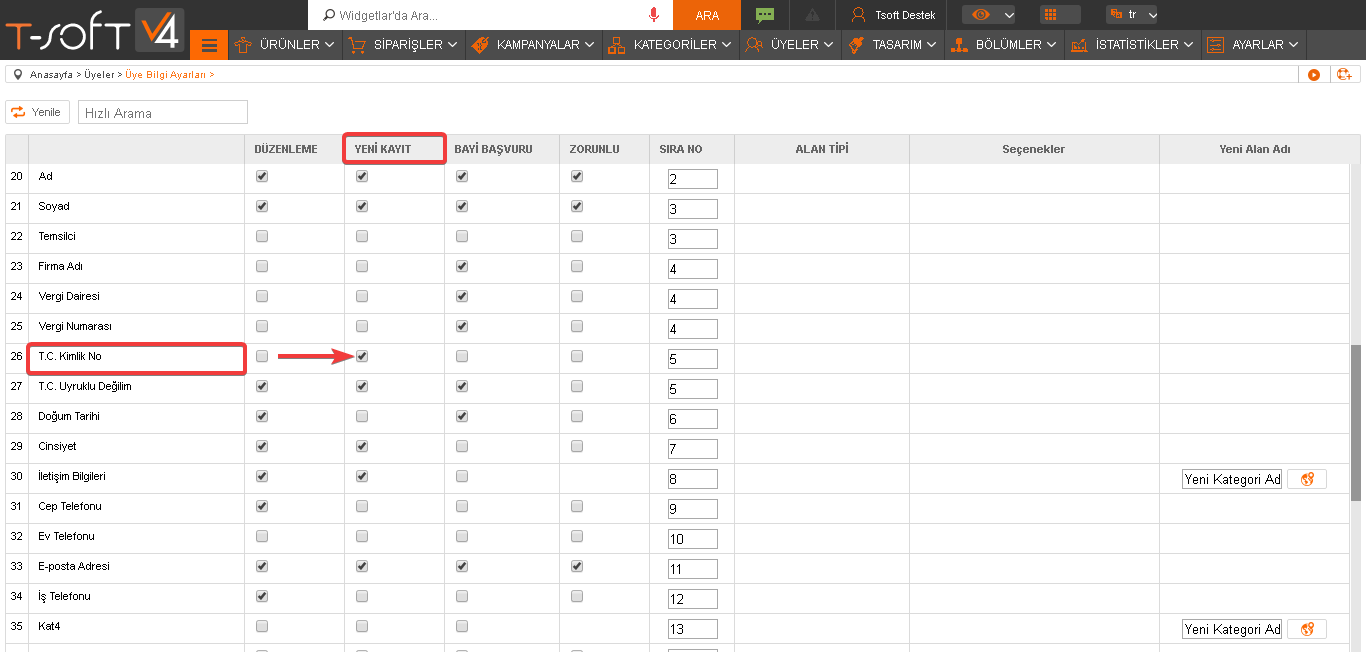 T-SOFT V4
Widgetlar'da Ara...
ARA
Tsoft Destek
tr
ÜRÜNLER
SİPARİŞLER
KAMPANYALAR
KATEGORİLER
ÜYELER
TASARIM
BÖLÜMLER
İSTATİSTİKLER
AYARLAR
Anasayfa > Üyeler > Üye Bilgi Ayarları >
Yenile
Hızlı Arama
DÜZENLEME YENİ KAYIT BAYİ BAŞVURU ZORUNLU SIRA NO ALAN TİPİ Seçenekler Yeni Alan Adı
20 Ad 2
21 Soyad 3
22 Temsilci 3
23 Firma Adı 4
24 Vergi Dairesi 4
25 Vergi Numarası 4
26 T.C. Kimlik No 5
27 T.C. Uyruklu Değilim 5
28 Doğum Tarihi 6
29 Cinsiyet 7
30 İletişim Bilgileri 8 Yeni Kategori Ad
31 Cep Telefonu 9
32 Ev Telefonu 10
33 E-posta Adresi 11
34 İş Telefonu 12
35 Kat4 13 Yeni Kategori Ad